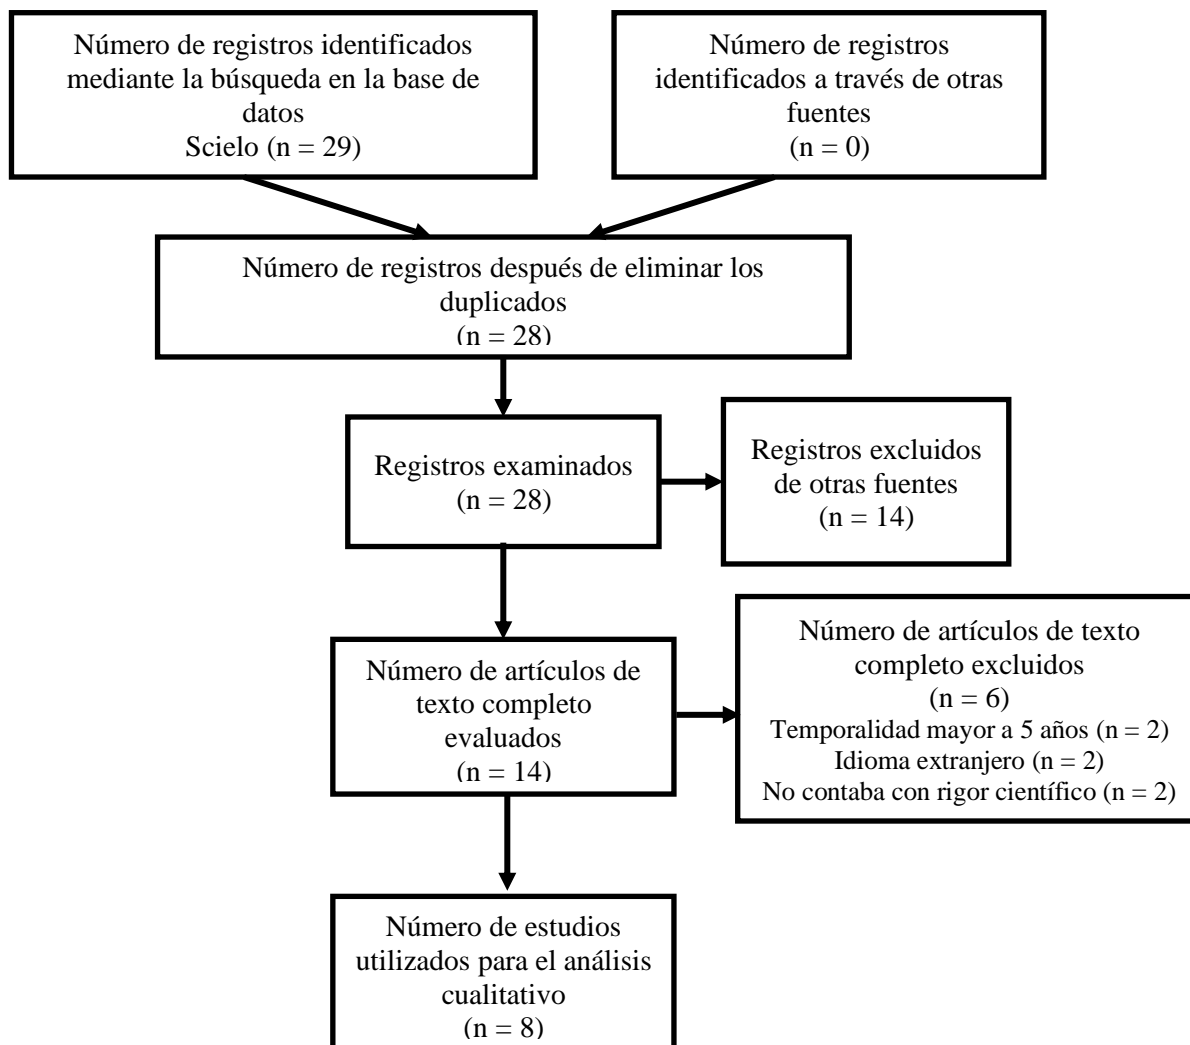 Número de registros identificados
mediante la búsqueda en la base de
datos
Scielo (n = 29)
Número de registros
identificados a través de otras
fuentes
(n = 0)
Número de registros después de eliminar los
duplicados
(n = 28)
Registros examinados
(n = 28)
Registros excluidos
de otras fuentes
(n = 14)
Número de artículos de
texto completo
evaluados
(n = 14)
Número de artículos de texto
completo excluidos
(n = 6)
Temporalidad mayor a 5 años (n = 2)
Idioma extranjero (n = 2)
No contaba con rigor científico (n = 2)
Número de estudios
utilizados para el análisis
cualitativo
(n = 8)